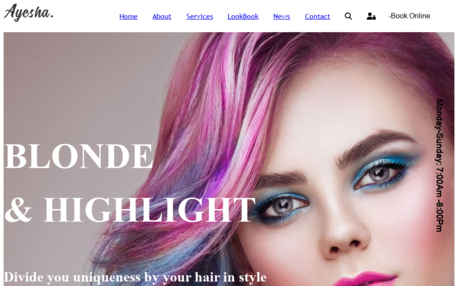 Ayesha.
Home About Services LookBook News Contact -Book Online
Monday-Sunday: 7:00Am -8:00Pm
BLONDE
& HIGHLIGHT
Divide you uniqueness by your hair in style